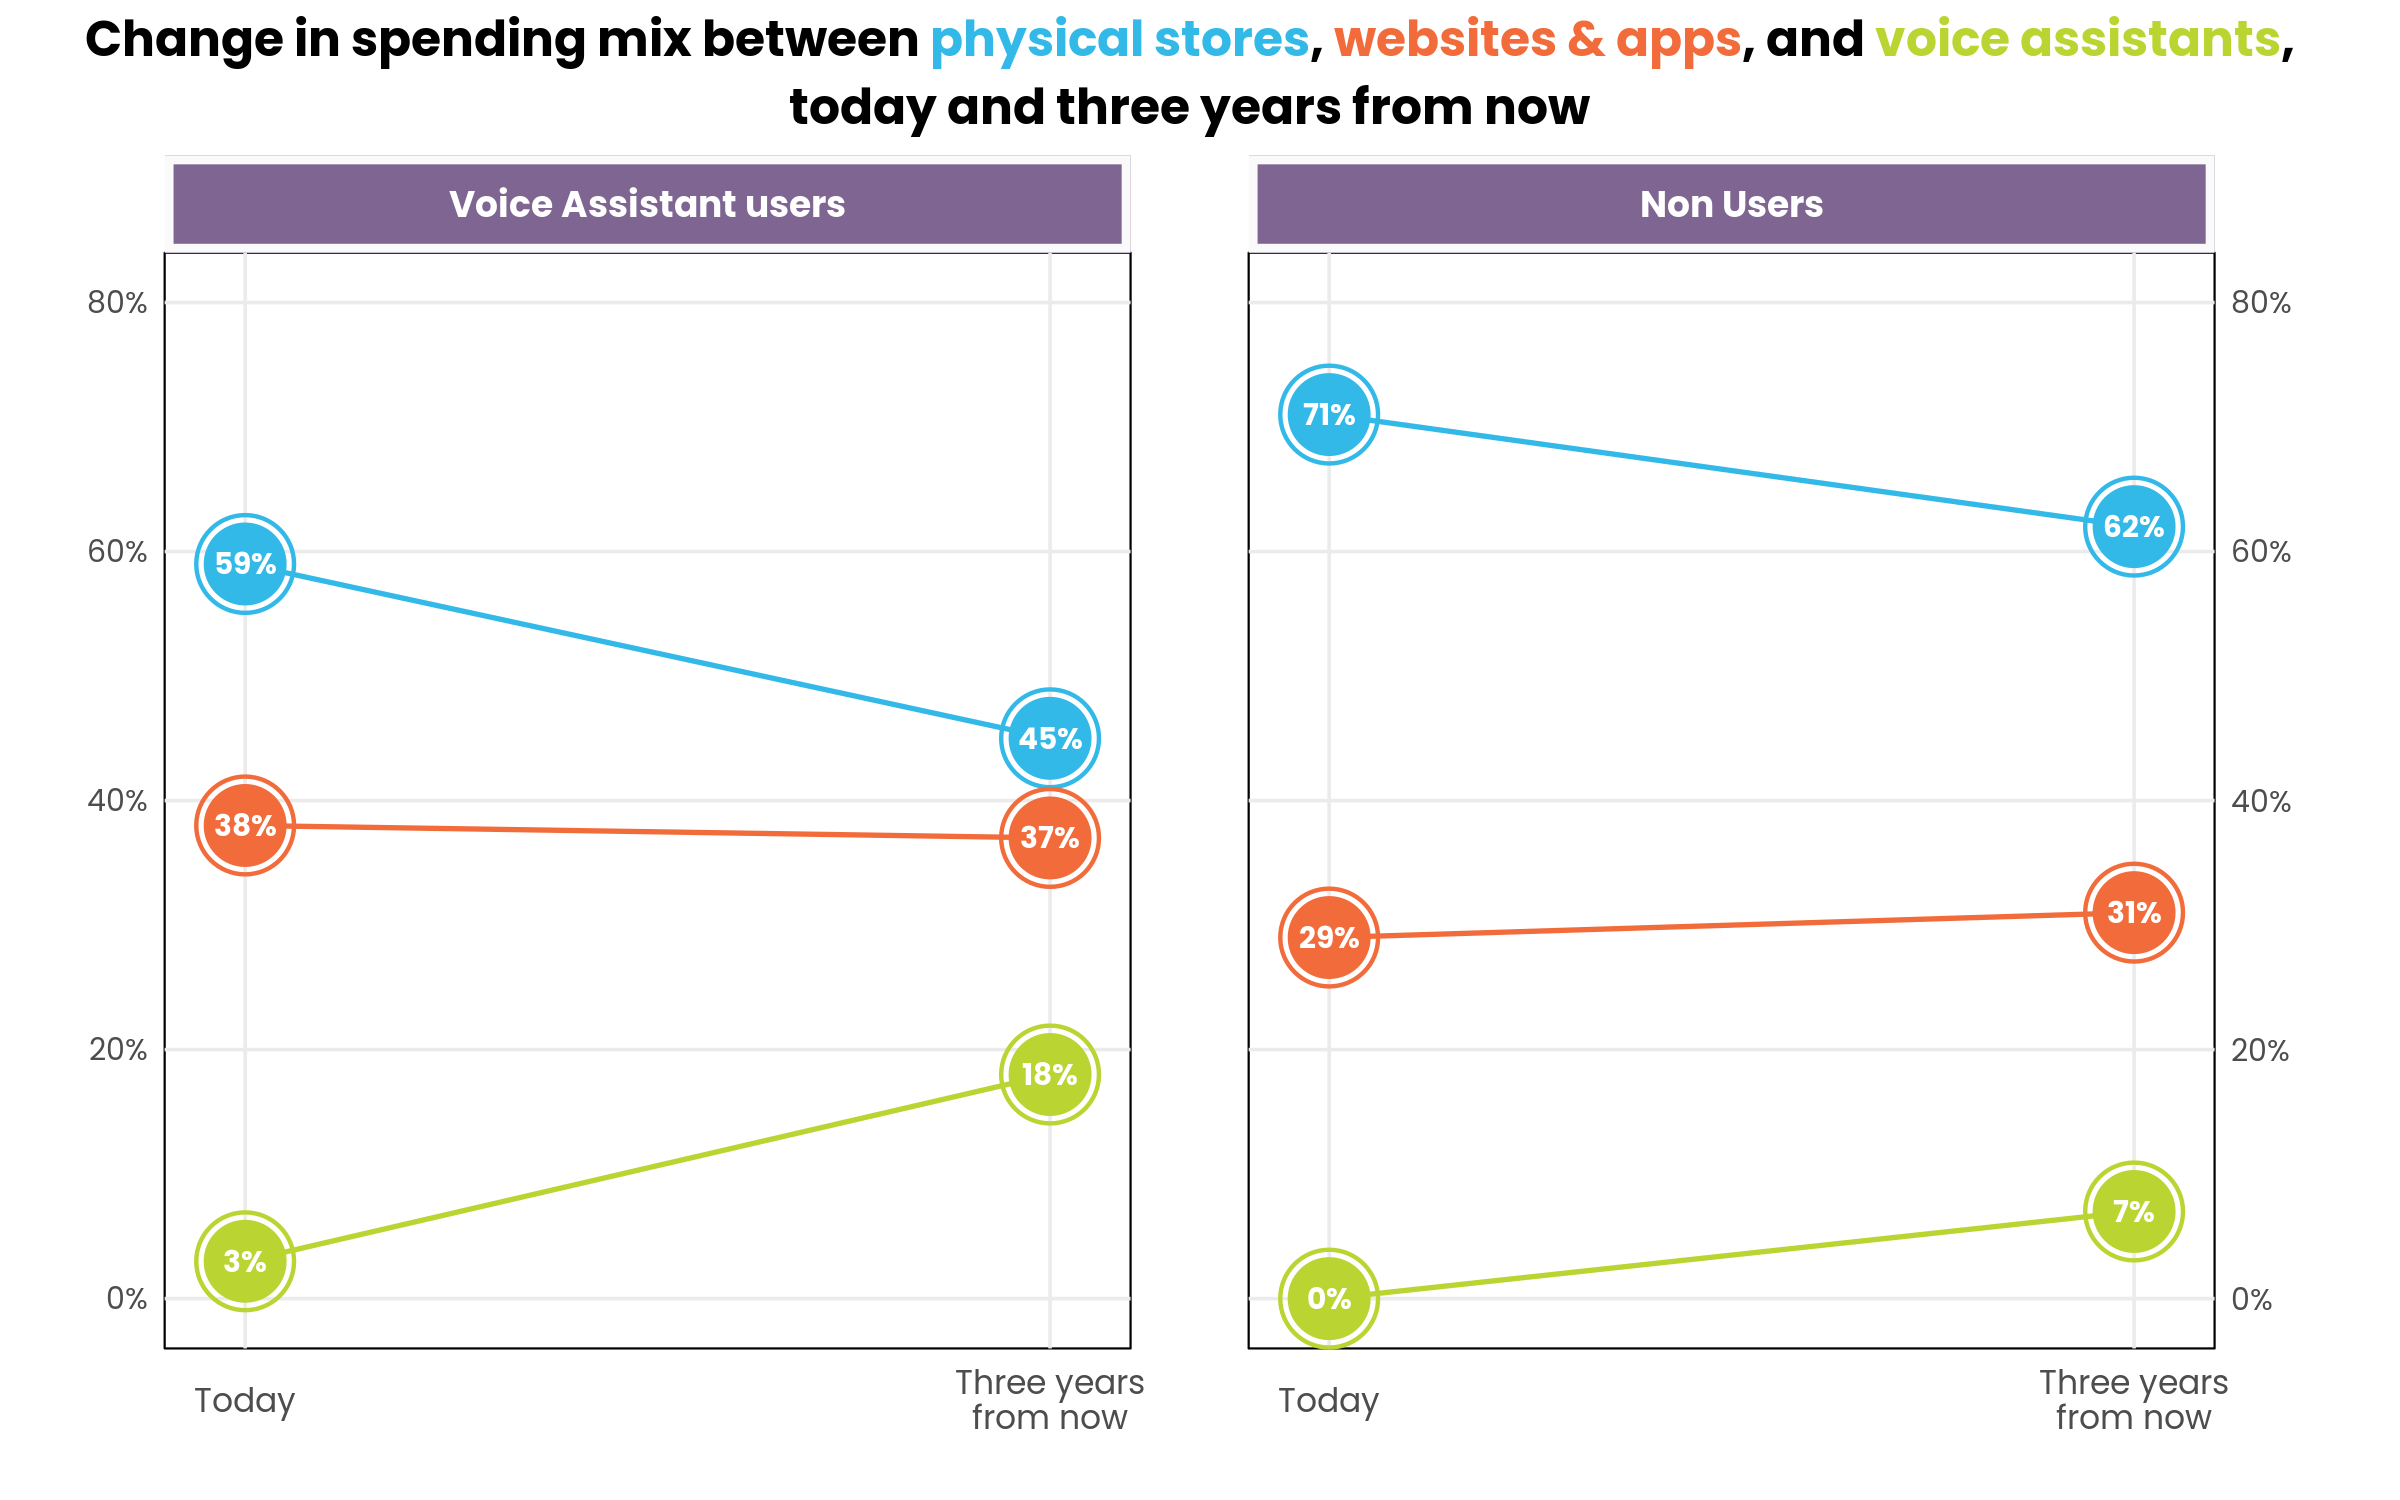 Change in spending mix between physical stores, websites & apps, and voice assistants,
today and three years from now
Voice Assistant users
80%
60%
40%
20%
0%
59%
45%
38%
37%
18%
3%
Today
Three years
from now
Non Users
71%
62%
29%
31%
7%
0%
80%
60%
40%
20%
0%
Today
Three years
from now